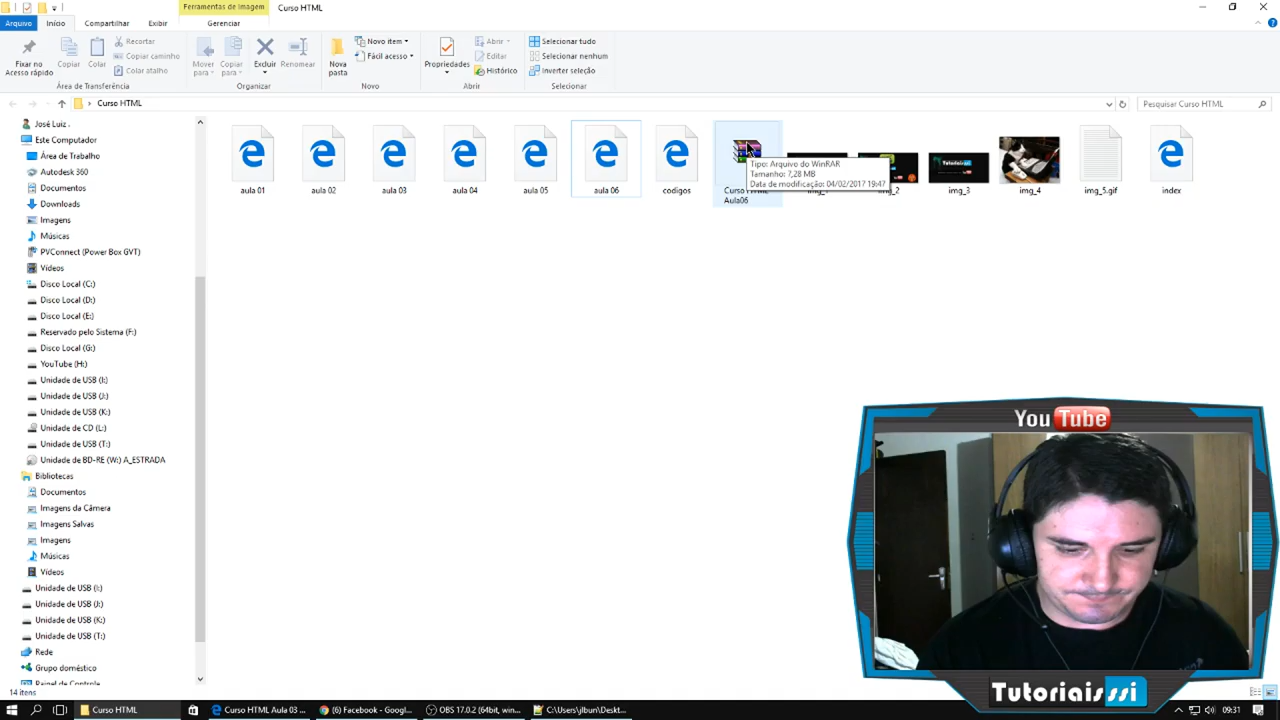 Ferramentas de Imagem
Curso HTML
Arquivo
Início
Compartilhar
Exibir
Gerenciar
Fixar no
Acesso rápido
Copiar
Colar
Recortar
Copiar caminho
Colar atalho
Área de Transferência
Mover
para
Copiar
para
Excluir
Renomear
Organizar
Nova
pasta
Novo item
Fácil acesso
Novo
Propriedades
Abrir
Editar
Histórico
Abrir
Selecionar tudo
Selecionar nenhum
Inverter seleção
Selecionar
Curso HTML
Pesquisar Curso HTML
José Luiz .
Este Computador
Área de Trabalho
Autodesk 360
Documentos
Downloads
Imagens
Músicas
PVConnect (Power Box GVT)
Vídeos
Disco Local (C:)
Disco Local (D:)
Disco Local (E:)
Reservado pelo Sistema (F:)
Disco Local (G:)
YouTube (H:)
Unidade de USB (I:)
Unidade de USB (J:)
Unidade de USB (K:)
Unidade de CD (L:)
Unidade de USB (T:)
Unidade de BD-RE (W:) A_ESTRADA
Bibliotecas
Documentos
Imagens da Câmera
Imagens Salvas
Imagens
Músicas
Vídeos
Unidade de USB (I:)
Unidade de USB (J:)
Unidade de USB (K:)
Unidade de USB (T:)
Rede
Grupo doméstico
Painel de Controle
aula 01
aula 02
aula 03
aula 04
aula 05
aula 06
codigos
Curso HTML
Aula06
img_3
img_4
img_5.gif
index
Tipo: Arquivo do WinRAR
Tamanho: 7,28 MB
Data de modificação: 04/02/2017 19:47
You Tube
Tutoriaisssi
14 itens
Curso HTML
Curso HTML Aula 03 ...
(6) Facebook - Googl...
OBS 17.0.2 (64bit, win...
C:\Users\jlbun\Deskt...
09:31